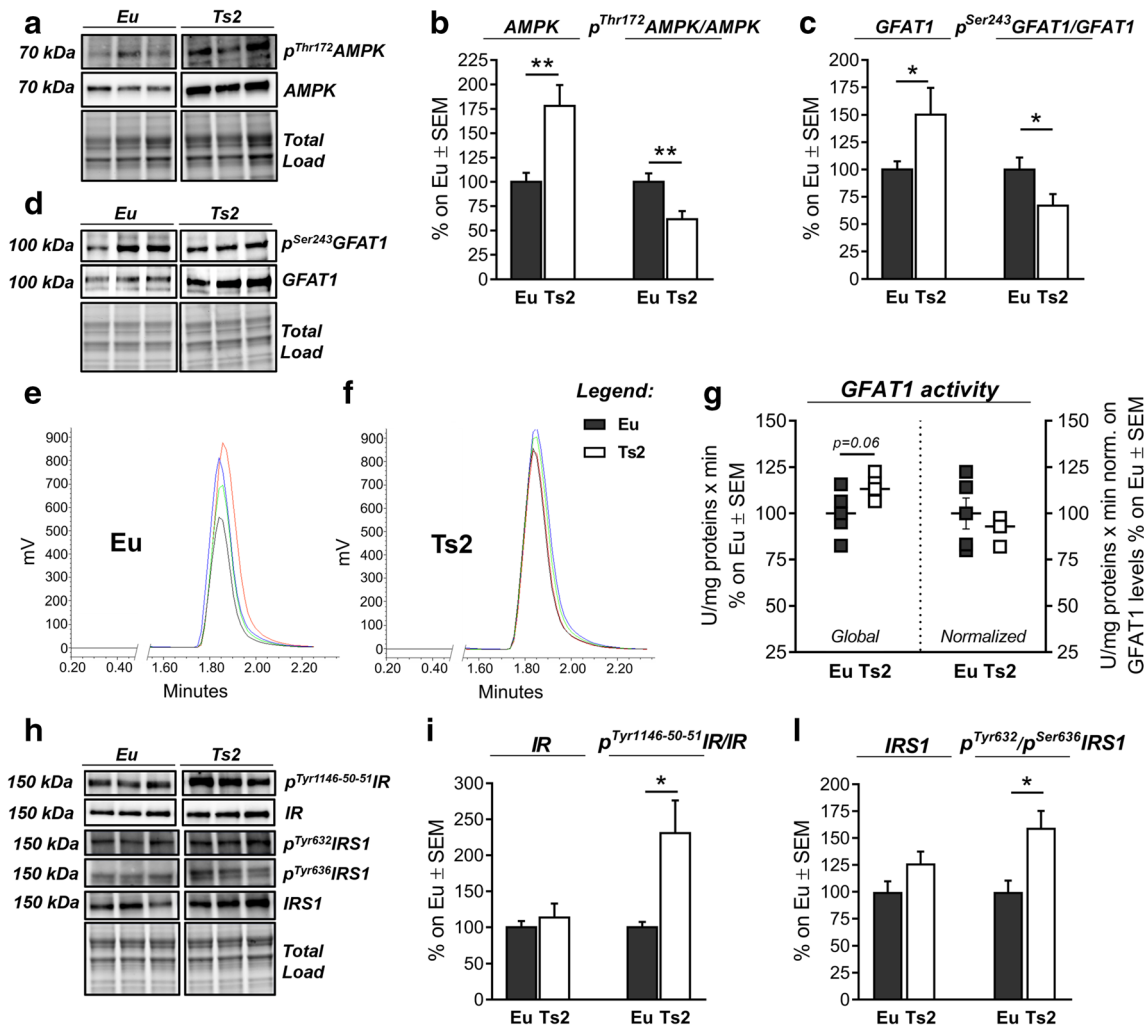 a
Eu Ts2
70 kDa pThr172AMPK
70 kDa AMPK
Total
Load
b
AMPK pThr172AMPK/AMPK
% on Eu ± SEM
225
200
175
150
125
100
75
50
25
0
** **
Eu Ts2 Eu Ts2
c
GFAT1 pSer243GFAT1/GFAT1
% on Eu ± SEM
200
175
150
125
100
75
50
25
0
* *
Eu Ts2 Eu Ts2
d
Eu Ts2
100 kDa pSer243GFAT1
100 kDa GFAT1
Total
Load
e
mV
900
800
700
600
500
400
300
200
100
0
Eu
0.20 0.40 1.60 1.80 2.00 2.20
Minutes
f
mV
900
800
700
600
500
400
300
200
100
0
Ts2
0.20 0.40 1.60 1.80 2.00 2.20
Minutes
Legend:
Eu
Ts2
g
GFAT1 activity
U/mg proteins x min
% on Eu ± SEM
150
125
100
75
50
25
p=0.06
Global Normalized
Eu Ts2 Eu Ts2
150
125
100
75
50
25
U/mg proteins x min norm. on
GFAT1 levels % on Eu ± SEM
h
Eu Ts2
150 kDa pTyr1146-50-51IR
150 kDa IR
150 kDa pTyr632IRS1
150 kDa pTyr636IRS1
150 kDa IRS1
Total
Load
i
IR pTyr1146-50-51IR/IR
% on Eu ± SEM
300
250
200
150
100
50
0
*
Eu Ts2 Eu Ts2
l
IRS1 pTyr632/pSer636IRS1
% on Eu ± SEM
200
175
150
125
100
75
50
25
0
*
Eu Ts2 Eu Ts2